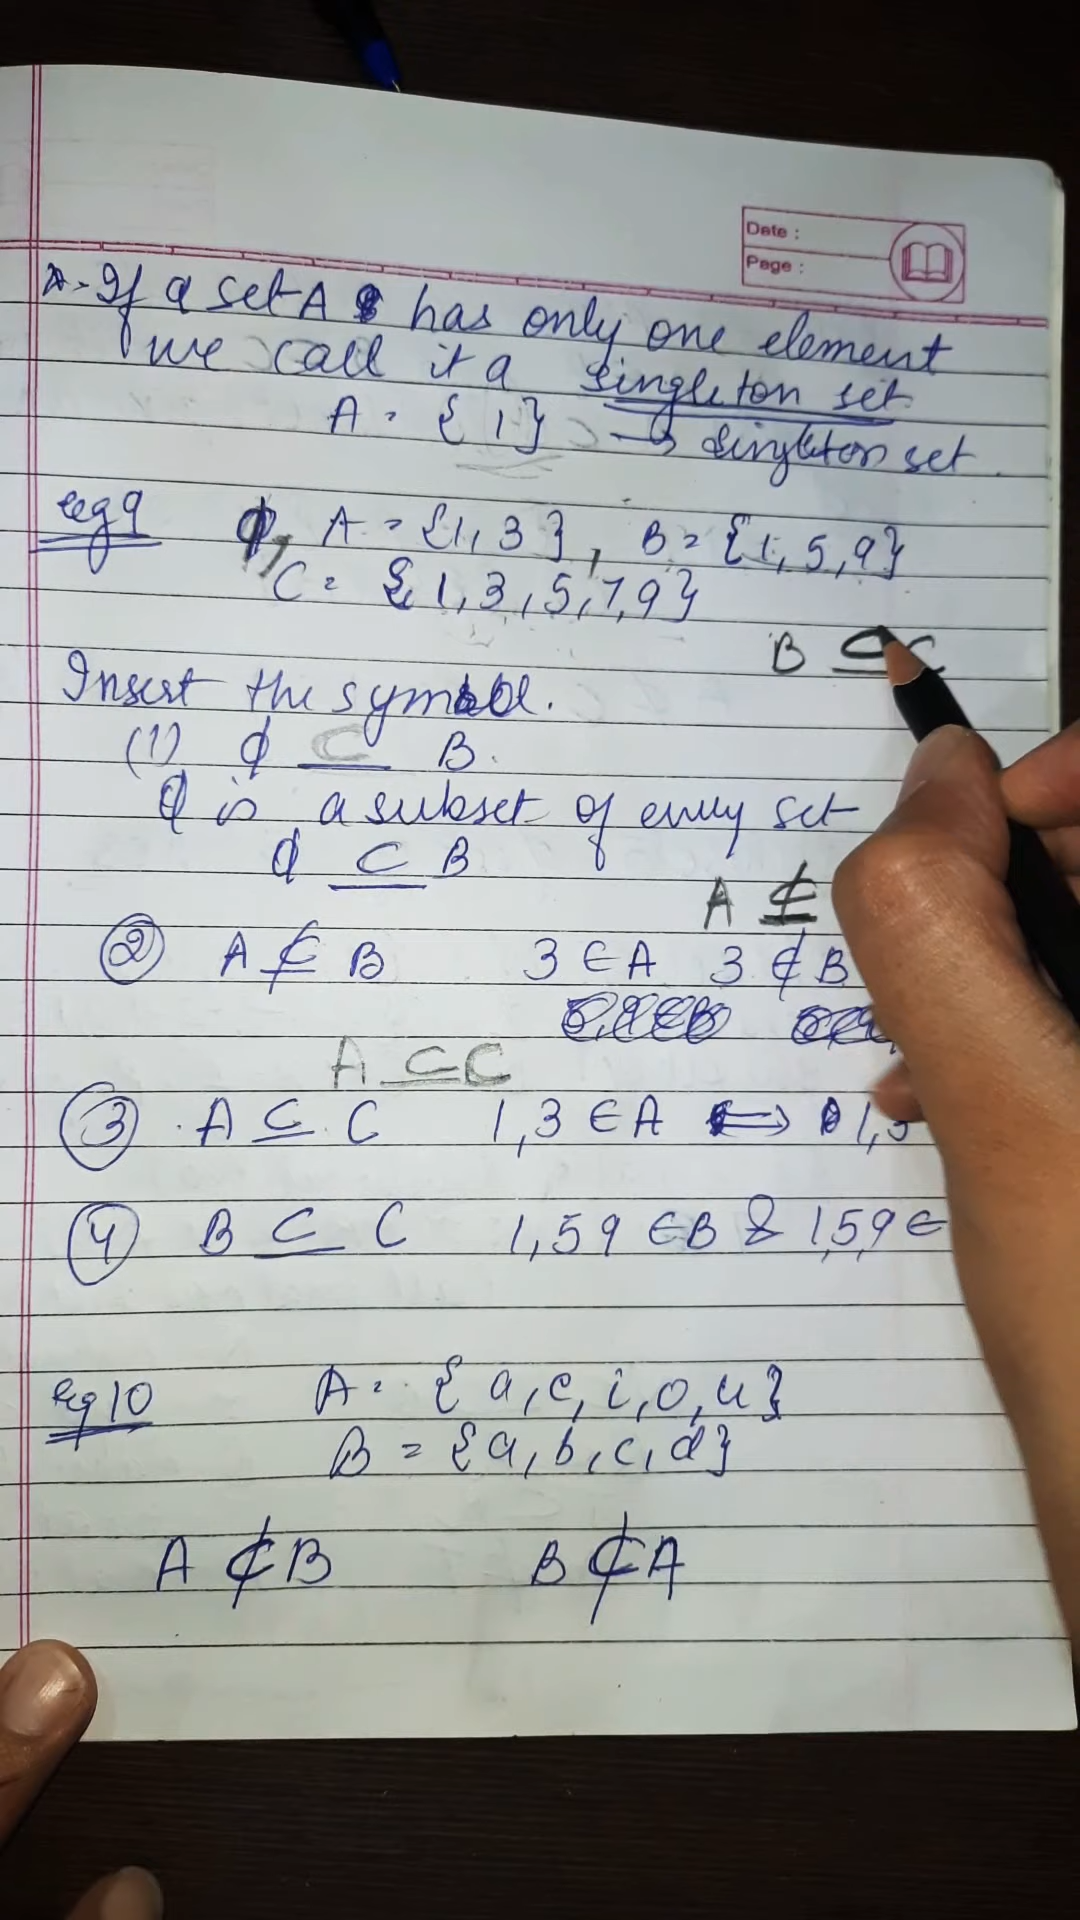 Date :
Page :
If a set A has only one element
we call it a singleton set.
A = {1} → singleton set.
eg 9 ϕ, A = {1, 3}, B = {1, 5, 9}
C = {1, 3, 5, 7, 9}
B ⊂ C
Insert the symbol.
(1) ϕ ⊂ B.
ϕ is a subset of every set
ϕ ⊂ B
A ⊄
② A ⊄ B 3 ∈ A 3 ∉ B
A ⊂ C
③ A ⊂ C 1, 3 ∈ A ⟺ 1, 3
④ B ⊂ C 1, 5 9 ∈ B & 1, 5, 9 ∈
eg 10 A = {a, e, i, o, u}
B = {a, b, c, d}
A ⊄ B B ⊄ A